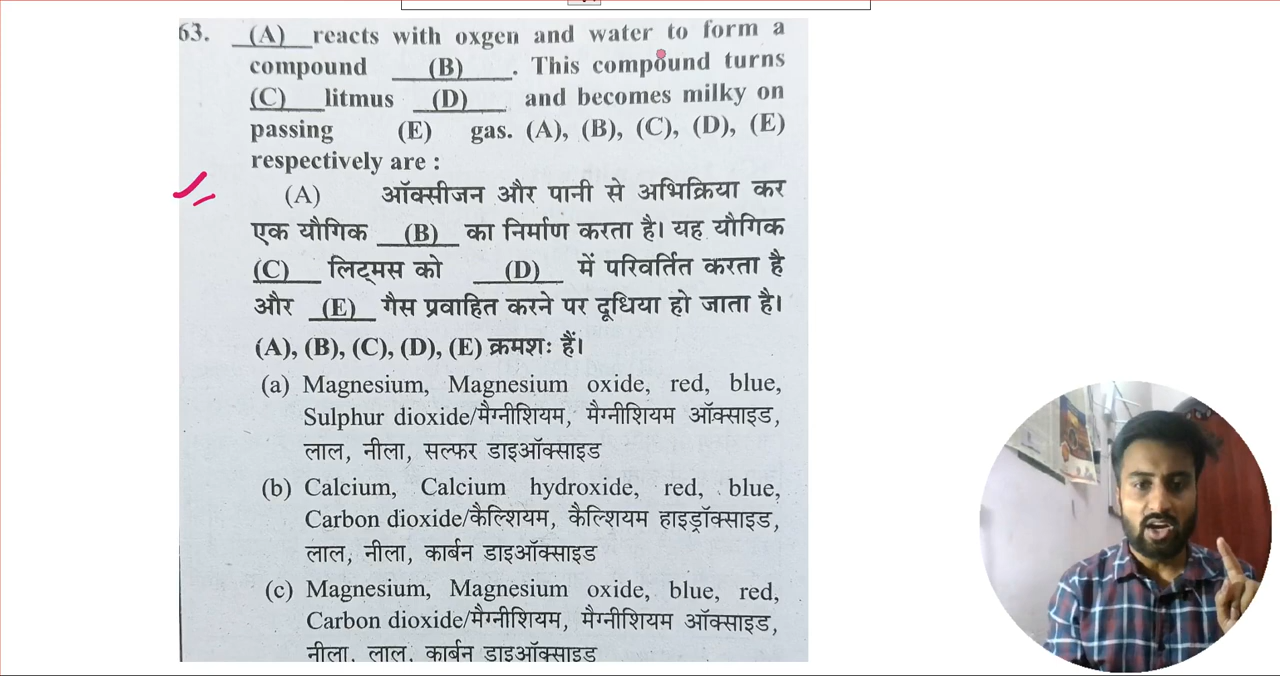 63. (A) reacts with oxgen and water to form a
compound (B). This compound turns
(C) litmus (D) and becomes milky on
passing (E) gas. (A), (B), (C), (D), (E)
respectively are :
(A) ऑक्सीजन और पानी से अभिक्रिया कर
एक यौगिक (B) का निर्माण करता है। यह यौगिक
(C) लिट्मस को (D) में परिवर्तित करता है
और (E) गैस प्रवाहित करने पर दूधिया हो जाता है।
(A), (B), (C), (D), (E) क्रमशः हैं।
(a) Magnesium, Magnesium oxide, red, blue,
Sulphur dioxide/मैग्नीशियम, मैग्नीशियम ऑक्साइड,
लाल, नीला, सल्फर डाइऑक्साइड
(b) Calcium, Calcium hydroxide, red, blue,
Carbon dioxide/कैल्शियम, कैल्शियम हाइड्रॉक्साइड,
लाल, नीला, कार्बन डाइऑक्साइड
(c) Magnesium, Magnesium oxide, blue, red,
Carbon dioxide/मैग्नीशियम, मैग्नीशियम ऑक्साइड,
नीला, लाल, कार्बन डाइऑक्साइड